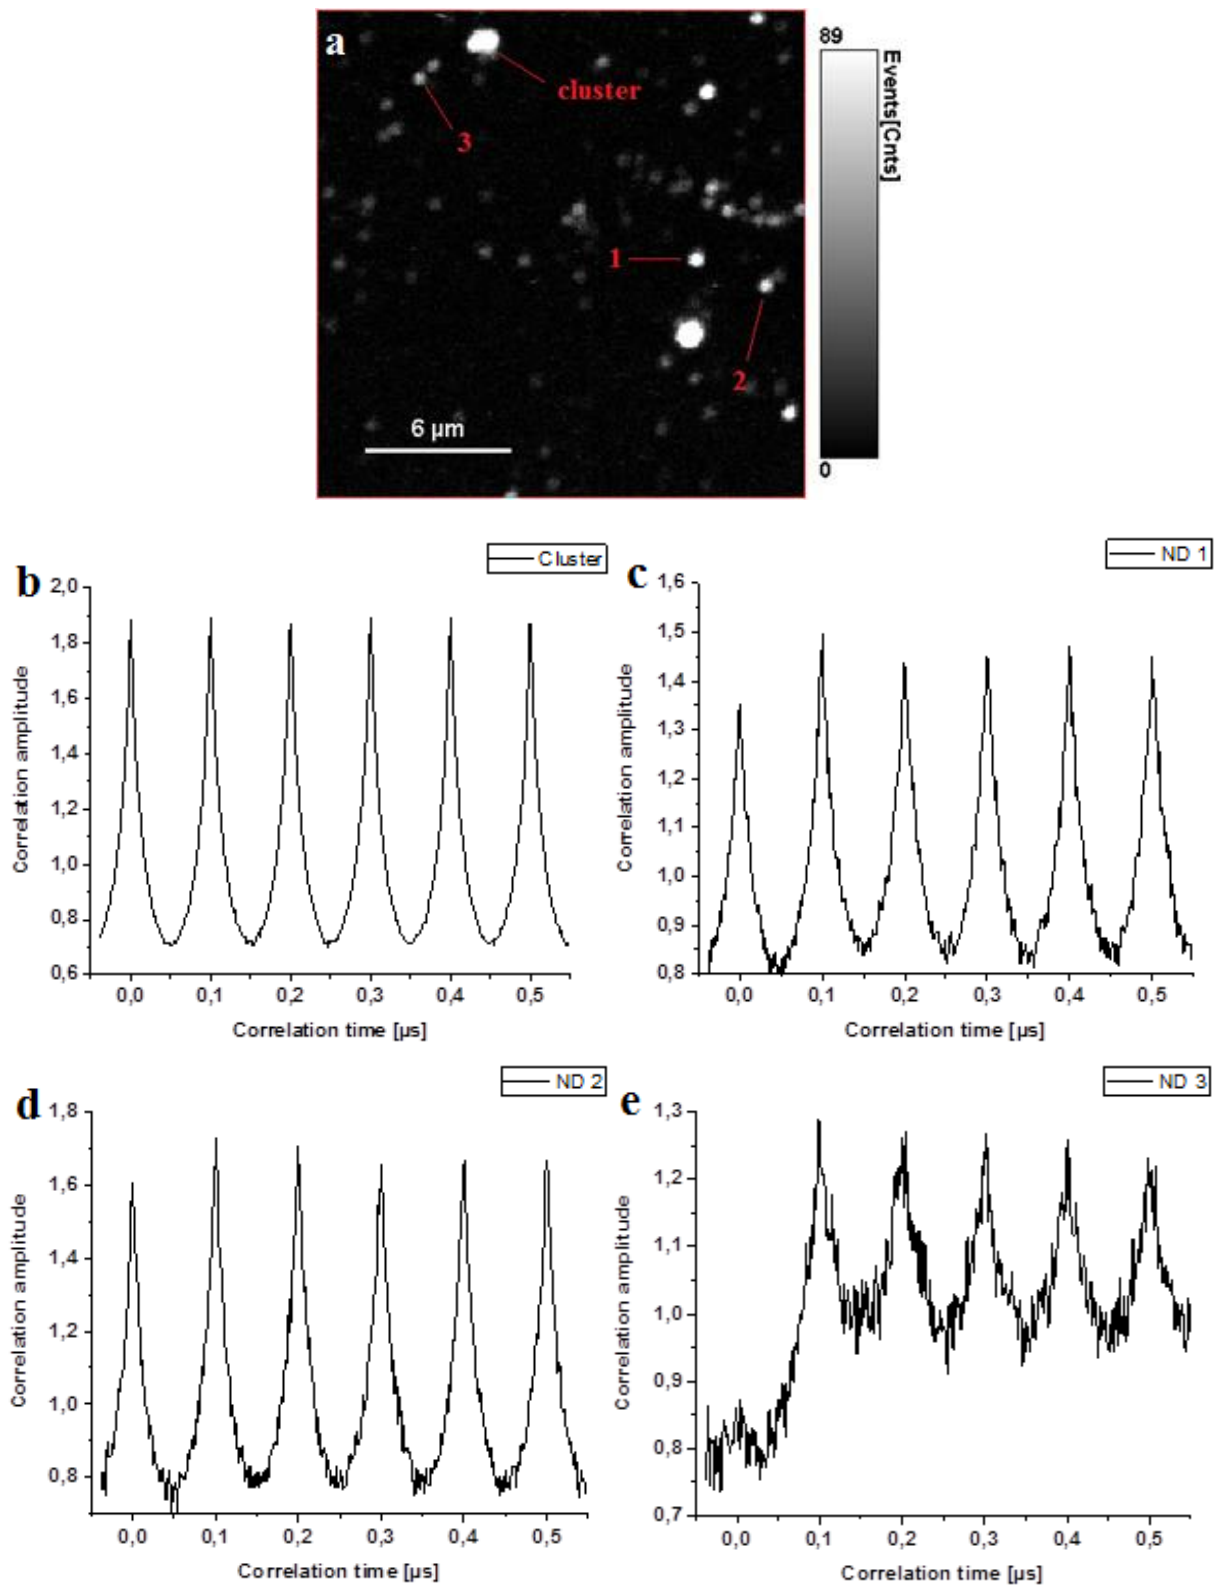 a
89
Events[Cnts]
cluster
3
1
2
6 µm
0
b
Cluster
2,0
1,8
1,6
1,4
1,2
1,0
0,8
0,6
Correlation amplitude
0,0 0,1 0,2 0,3 0,4 0,5
Correlation time [µs]
c
ND 1
1,6
1,5
1,4
1,3
1,2
1,1
1,0
0,9
0,8
Correlation amplitude
0,0 0,1 0,2 0,3 0,4 0,5
Correlation time [µs]
d
ND 2
1,8
1,6
1,4
1,2
1,0
0,8
Correlation amplitude
0,0 0,1 0,2 0,3 0,4 0,5
Correlation time [µs]
e
ND 3
1,3
1,2
1,1
1,0
0,9
0,8
0,7
Correlation amplitude
0,0 0,1 0,2 0,3 0,4 0,5
Correlation time [µs]